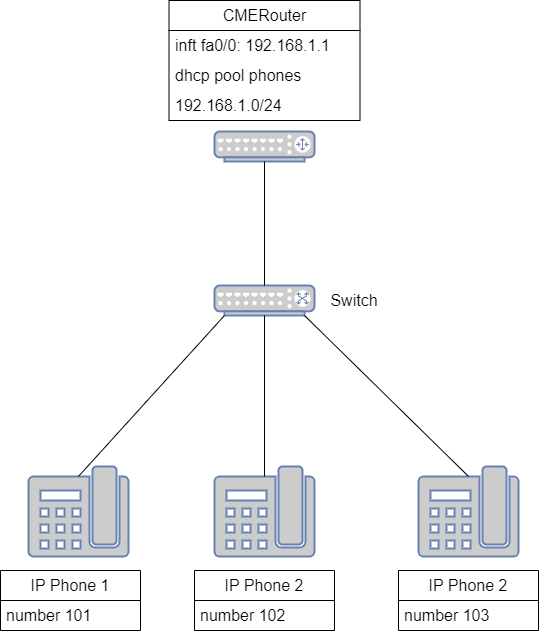 CMERouter
inft fa0/0: 192.168.1.1
dhcp pool phones
192.168.1.0/24
Switch
IP Phone 1
number 101
IP Phone 2
number 102
IP Phone 2
number 103